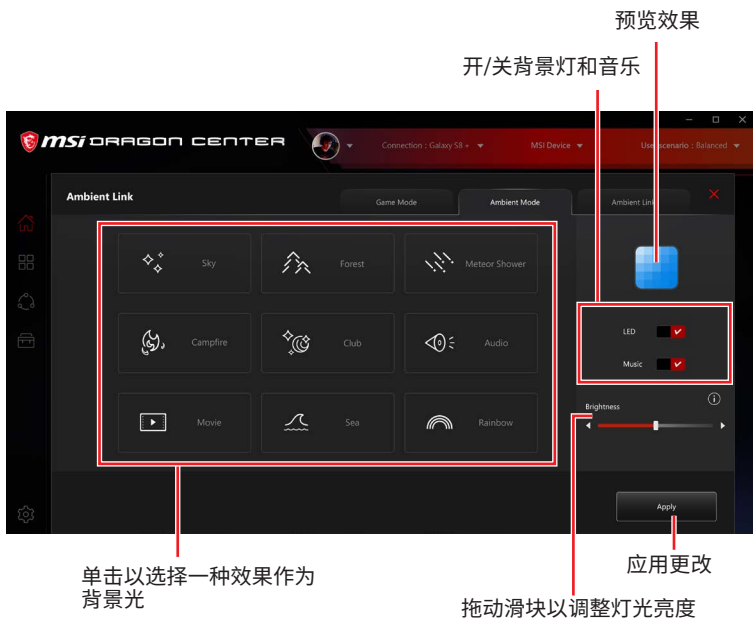 预览效果
开/关背景灯和音乐
msi DRAGON CENTER
Connection : Galaxy S8 +
MSI Device
User Scenario : Balanced
Ambient Link
Game Mode
Ambient Mode
Ambient Link
Sky
Forest
Meteor Shower
Campfire
Club
Audio
Movie
Sea
Rainbow
LED
Music
Brightness
Apply
单击以选择一种效果作为
背景光
应用更改
拖动滑块以调整灯光亮度